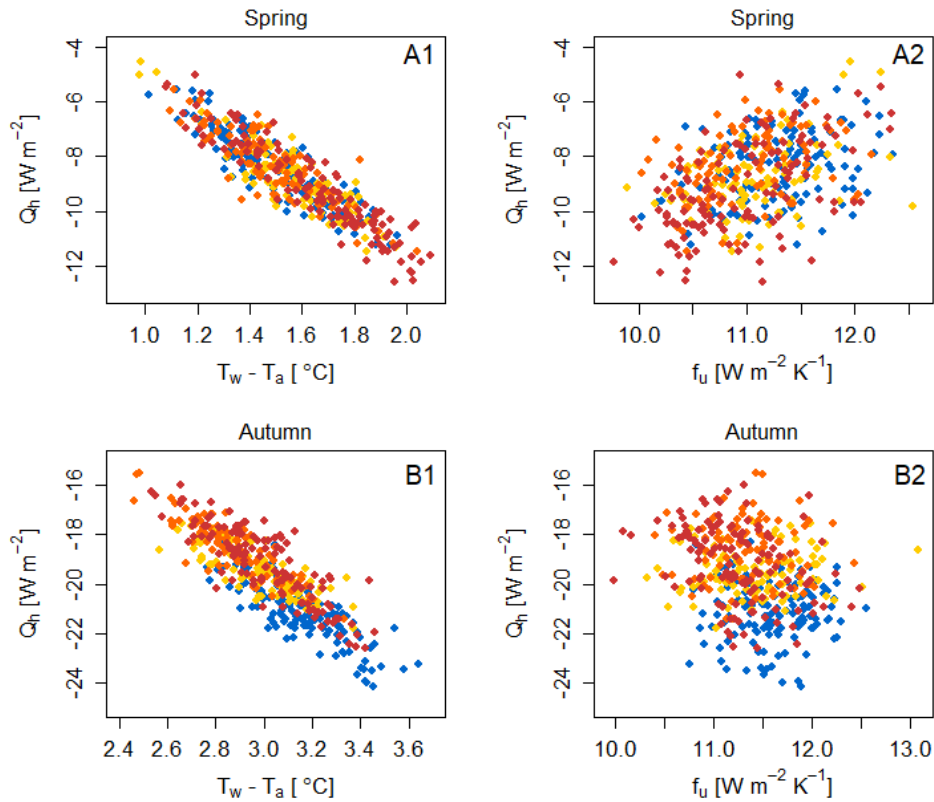 Spring
A1
Q_h [W m⁻²]
-4
-6
-8
-10
-12
1.0 1.2 1.4 1.6 1.8 2.0
T_w - T_a [ °C]
Spring
A2
Q_h [W m⁻²]
-4
-6
-8
-10
-12
10.0 11.0 12.0
f_u [W m⁻² K⁻¹]
Autumn
B1
Q_h [W m⁻²]
-16
-18
-20
-22
-24
2.4 2.6 2.8 3.0 3.2 3.4 3.6
T_w - T_a [ °C]
Autumn
B2
Q_h [W m⁻²]
-16
-18
-20
-22
-24
10.0 11.0 12.0 13.0
f_u [W m⁻² K⁻¹]